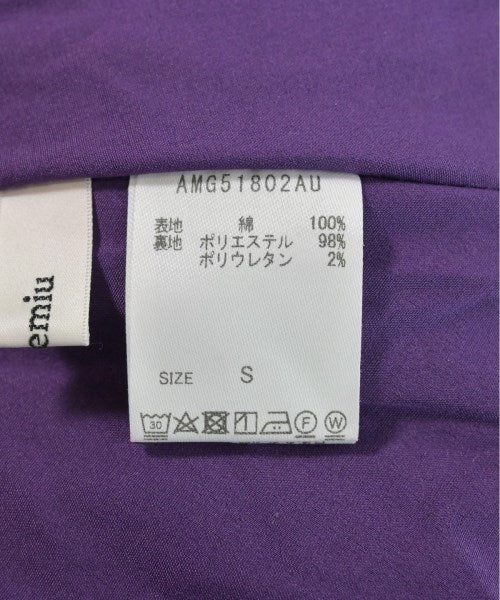 AMG51802AU
表地 綿 100%
裏地 ポリエステル 98%
ポリウレタン 2%
SIZE S
30 F W
emiu